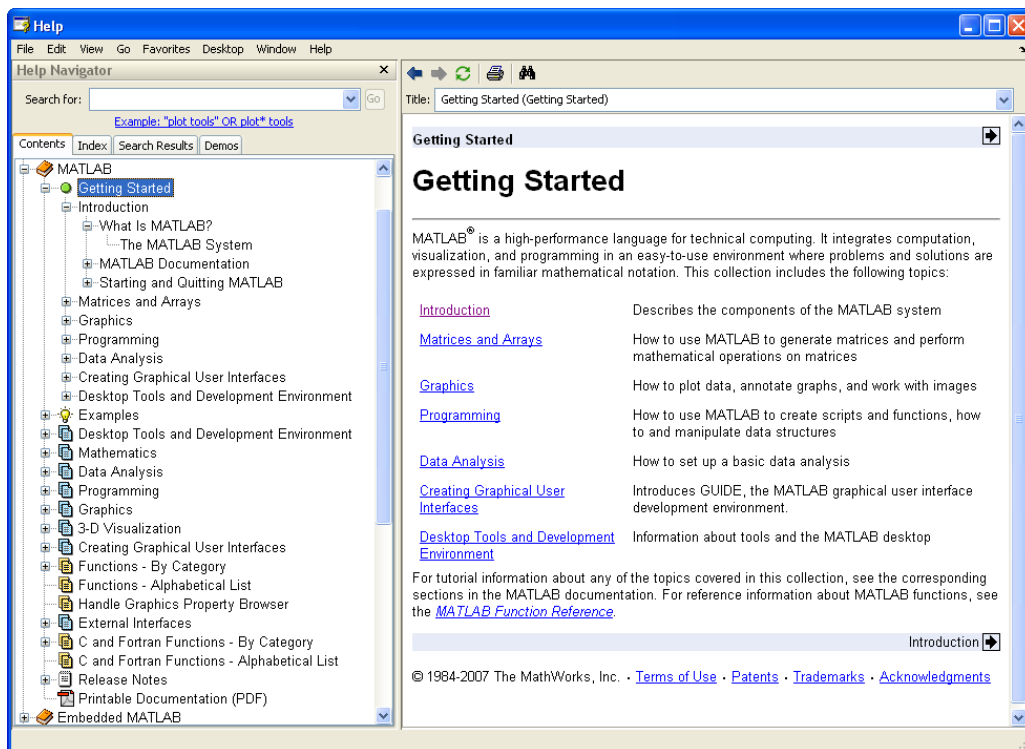 Help
File Edit View Go Favorites Desktop Window Help
Help Navigator
Search for:
Go
Example: "plot tools" OR plot* tools
Contents Index Search Results Demos
MATLAB
Getting Started
Introduction
What Is MATLAB?
The MATLAB System
MATLAB Documentation
Starting and Quitting MATLAB
Matrices and Arrays
Graphics
Programming
Data Analysis
Creating Graphical User Interfaces
Desktop Tools and Development Environment
Examples
Desktop Tools and Development Environment
Mathematics
Data Analysis
Programming
Graphics
3-D Visualization
Creating Graphical User Interfaces
Functions - By Category
Functions - Alphabetical List
Handle Graphics Property Browser
External Interfaces
C and Fortran Functions - By Category
C and Fortran Functions - Alphabetical List
Release Notes
Printable Documentation (PDF)
Embedded MATLAB
Title: Getting Started (Getting Started)
Getting Started
Getting Started
MATLAB® is a high-performance language for technical computing. It integrates computation,
visualization, and programming in an easy-to-use environment where problems and solutions are
expressed in familiar mathematical notation. This collection includes the following topics:
Introduction Describes the components of the MATLAB system
Matrices and Arrays How to use MATLAB to generate matrices and perform
mathematical operations on matrices
Graphics How to plot data, annotate graphs, and work with images
Programming How to use MATLAB to create scripts and functions, how
to and manipulate data structures
Data Analysis How to set up a basic data analysis
Creating Graphical User Introduces GUIDE, the MATLAB graphical user interface
Interfaces development environment.
Desktop Tools and Development Information about tools and the MATLAB desktop
Environment
For tutorial information about any of the topics covered in this collection, see the corresponding
sections in the MATLAB documentation. For reference information about MATLAB functions, see
the MATLAB Function Reference.
Introduction
© 1984-2007 The MathWorks, Inc. • Terms of Use • Patents • Trademarks • Acknowledgments